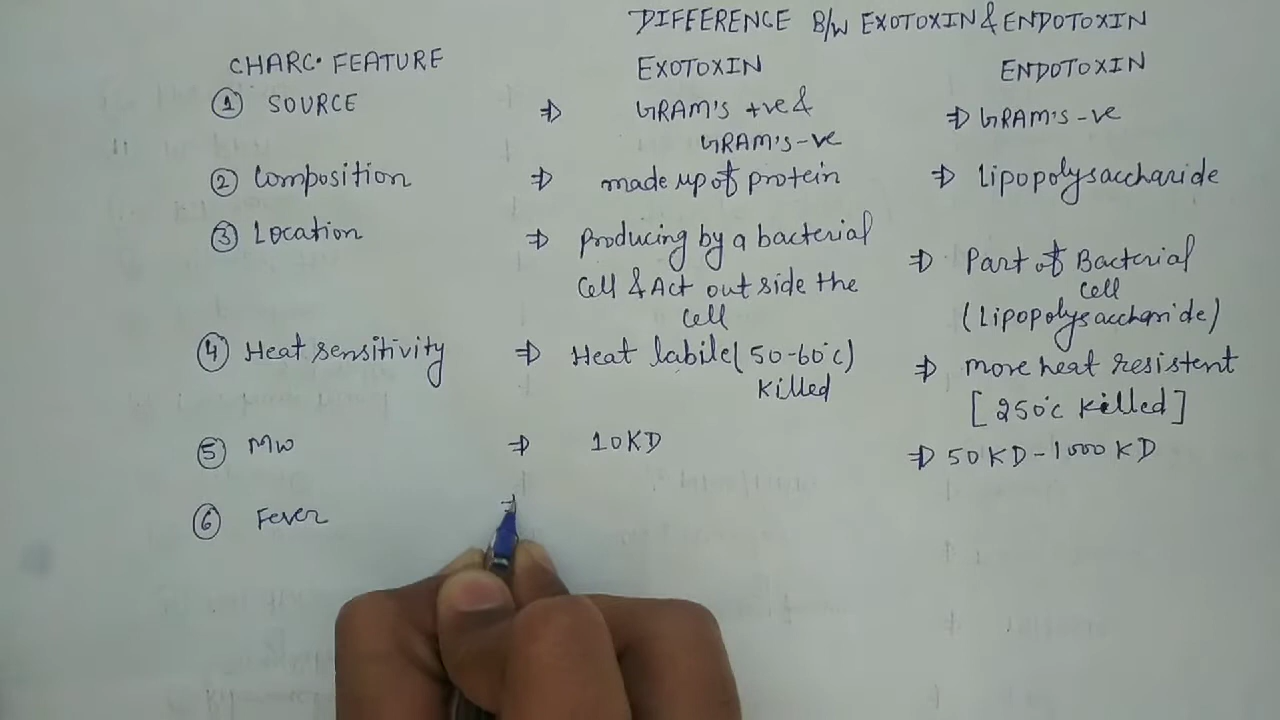 DIFFERENCE B/W EXOTOXIN & ENDOTOXIN
CHARC. FEATURE EXOTOXIN ENDOTOXIN
① SOURCE ⇒ GRAM'S +ve & ⇒ GRAM'S -ve
GRAM'S -ve
② Composition ⇒ made up of protein ⇒ Lipopolysaccharide
③ Location ⇒ Producing by a bacterial ⇒ Part of Bacterial
Cell & Act out side the cell
cell (Lipopolysaccharide)
④ Heat sensitivity ⇒ Heat labile (50-60°c) ⇒ more heat resistent
Killed [250°c Killed]
⑤ MW ⇒ 10KD ⇒ 50KD-1000KD
⑥ Fever